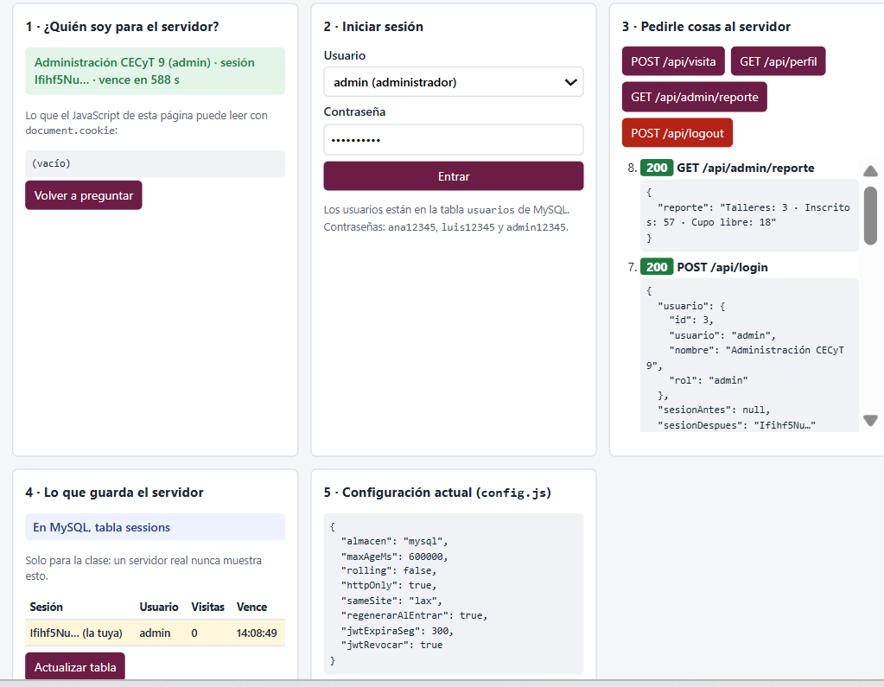 1 · ¿Quién soy para el servidor?
Administración CECyT 9 (admin) · sesión
Ifihf5Nu... · vence en 588 s
Lo que el JavaScript de esta página puede leer con
document.cookie:
(vacío)
Volver a preguntar
2 · Iniciar sesión
Usuario
admin (administrador)
Contraseña
••••••••••
Entrar
Los usuarios están en la tabla usuarios de MySQL.
Contraseñas: ana12345, luis12345 y admin12345.
3 · Pedirle cosas al servidor
POST /api/visita
GET /api/perfil
GET /api/admin/reporte
POST /api/logout
8. 200 GET /api/admin/reporte
{
"reporte": "Talleres: 3 · Inscrito
s: 57 · Cupo libre: 18"
}
7. 200 POST /api/login
{
"usuario": {
"id": 3,
"usuario": "admin",
"nombre": "Administración CECyT
9",
"rol": "admin"
},
"sesionAntes": null,
"sesionDespues": "Ifihf5Nu…"
4 · Lo que guarda el servidor
En MySQL, tabla sessions
Solo para la clase: un servidor real nunca muestra
esto.
Sesión Usuario Visitas Vence
Ifihf5Nu... (la tuya) admin 0 14:08:49
Actualizar tabla
5 · Configuración actual (config.js)
{
"almacen": "mysql",
"maxAgeMs": 600000,
"rolling": false,
"httpOnly": true,
"sameSite": "lax",
"regenerarAlEntrar": true,
"jwtExpiraSeg": 300,
"jwtRevocar": true
}